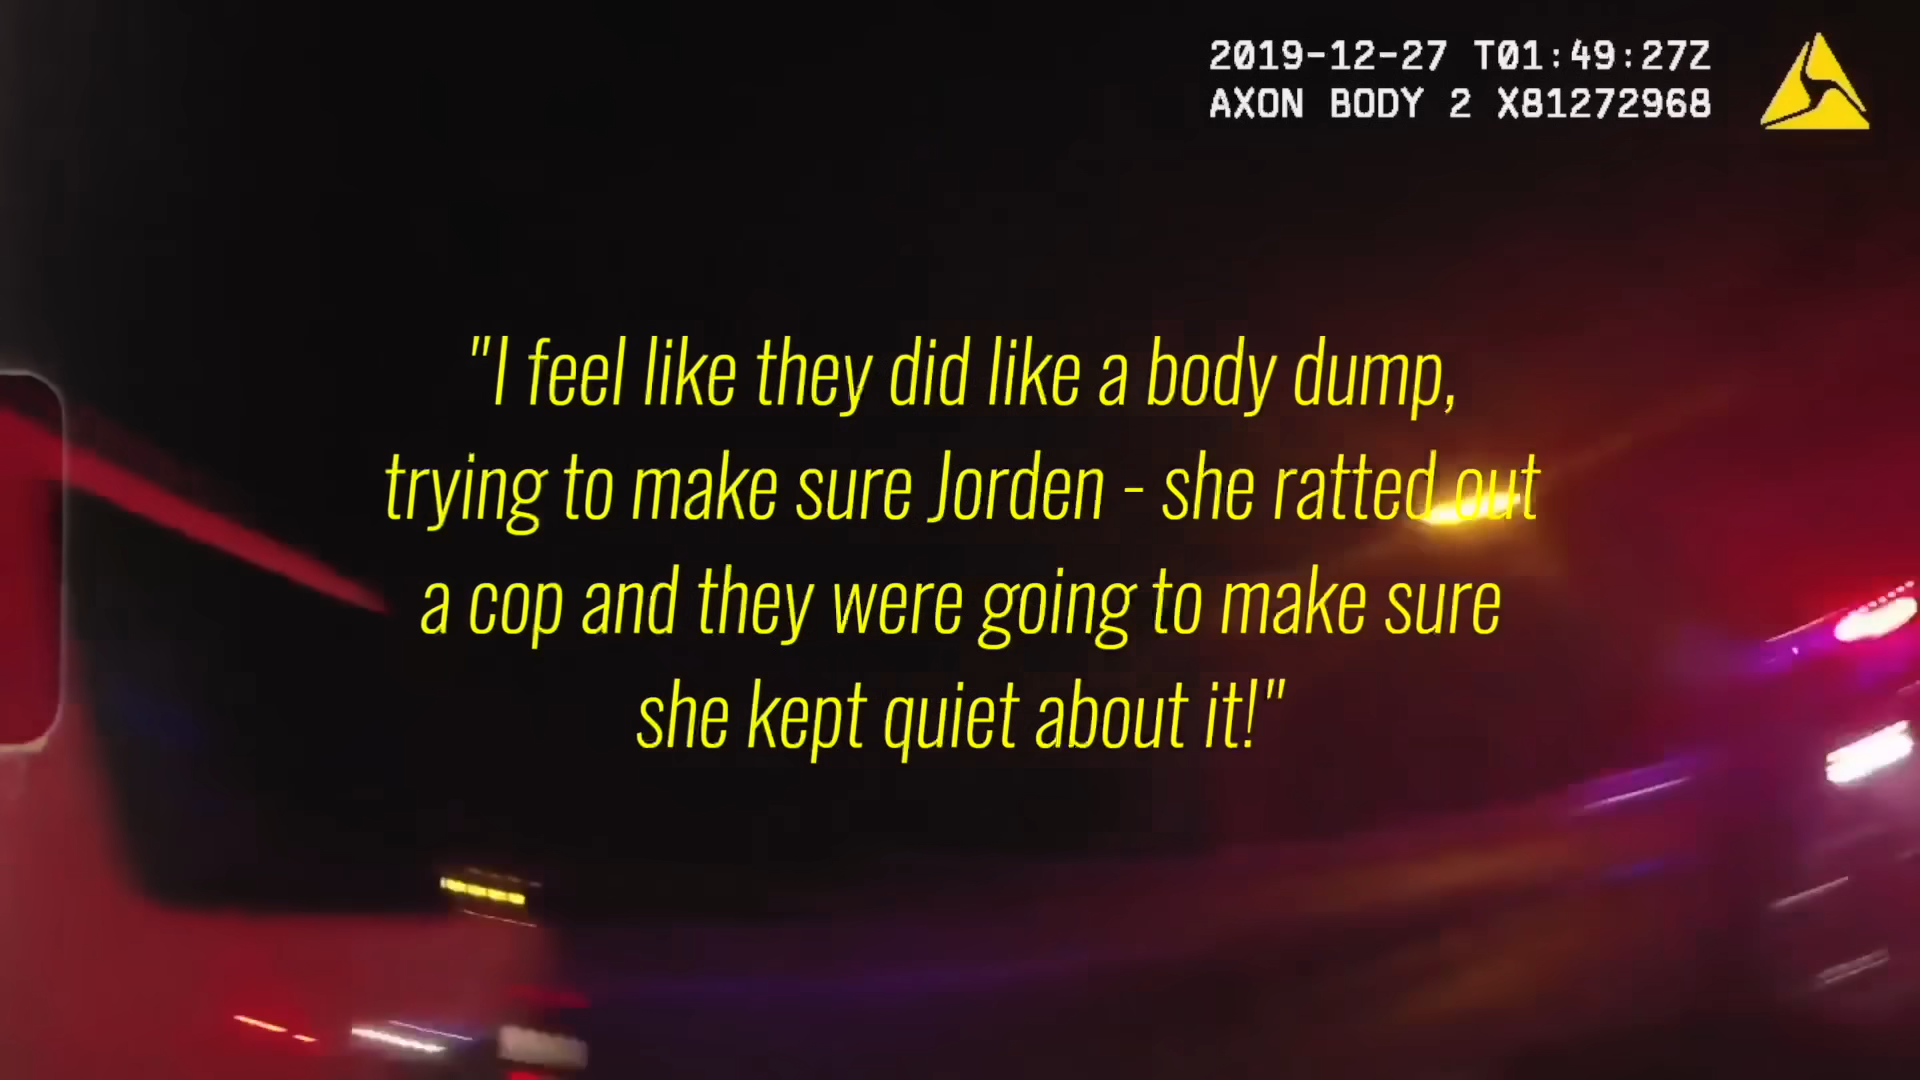 2019-12-27 T01:49:27Z
AXON BODY 2 X81272968
"I feel like they did like a body dump,
trying to make sure Jorden - she ratted out
a cop and they were going to make sure
she kept quiet about it!"